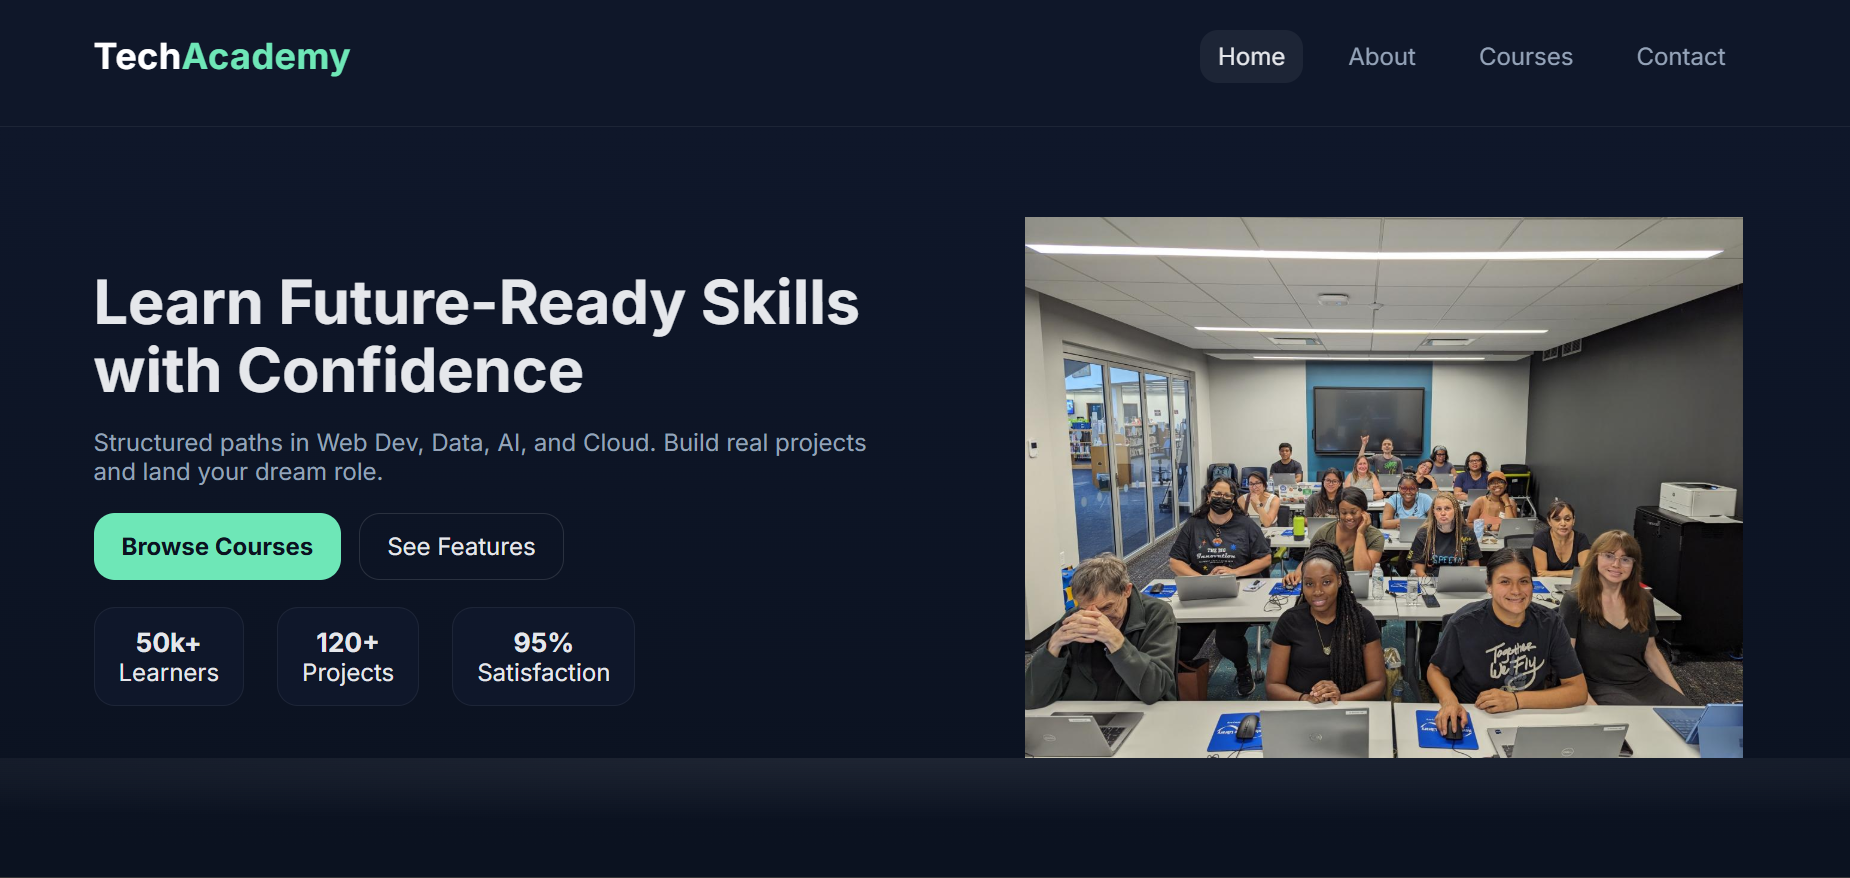 TechAcademy
Home
About
Courses
Contact
Learn Future-Ready Skills
with Confidence
Structured paths in Web Dev, Data, AI, and Cloud. Build real projects
and land your dream role.
Browse Courses
See Features
50k+
Learners
120+
Projects
95%
Satisfaction
Together
We Fly